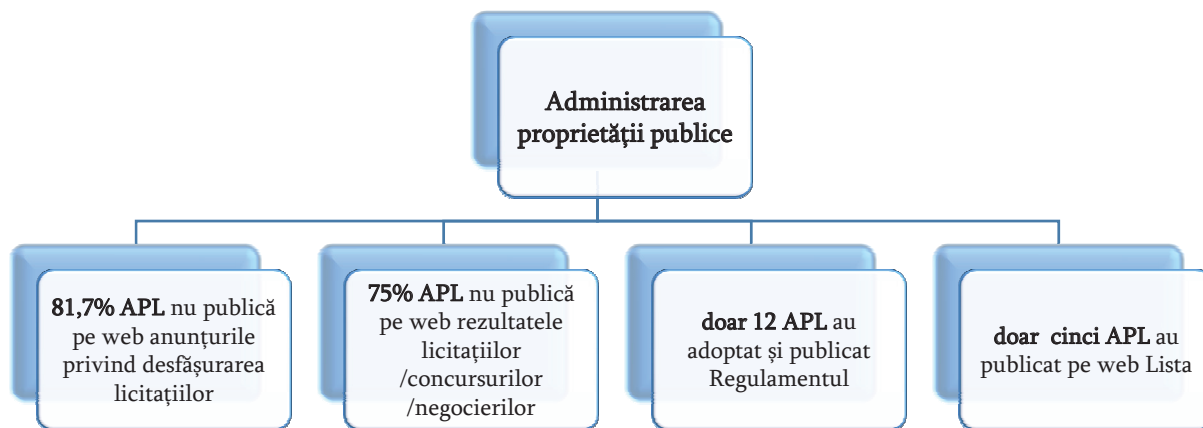 Administrarea
proprietății publice
81,7% APL nu publică
pe web anunțurile
privind desfășurarea
licitațiilor
75% APL nu publică
pe web rezultatele
licitațiilor
/concursurilor
/negocierilor
doar 12 APL au
adoptat și publicat
Regulamentul
doar cinci APL au
publicat pe web Lista